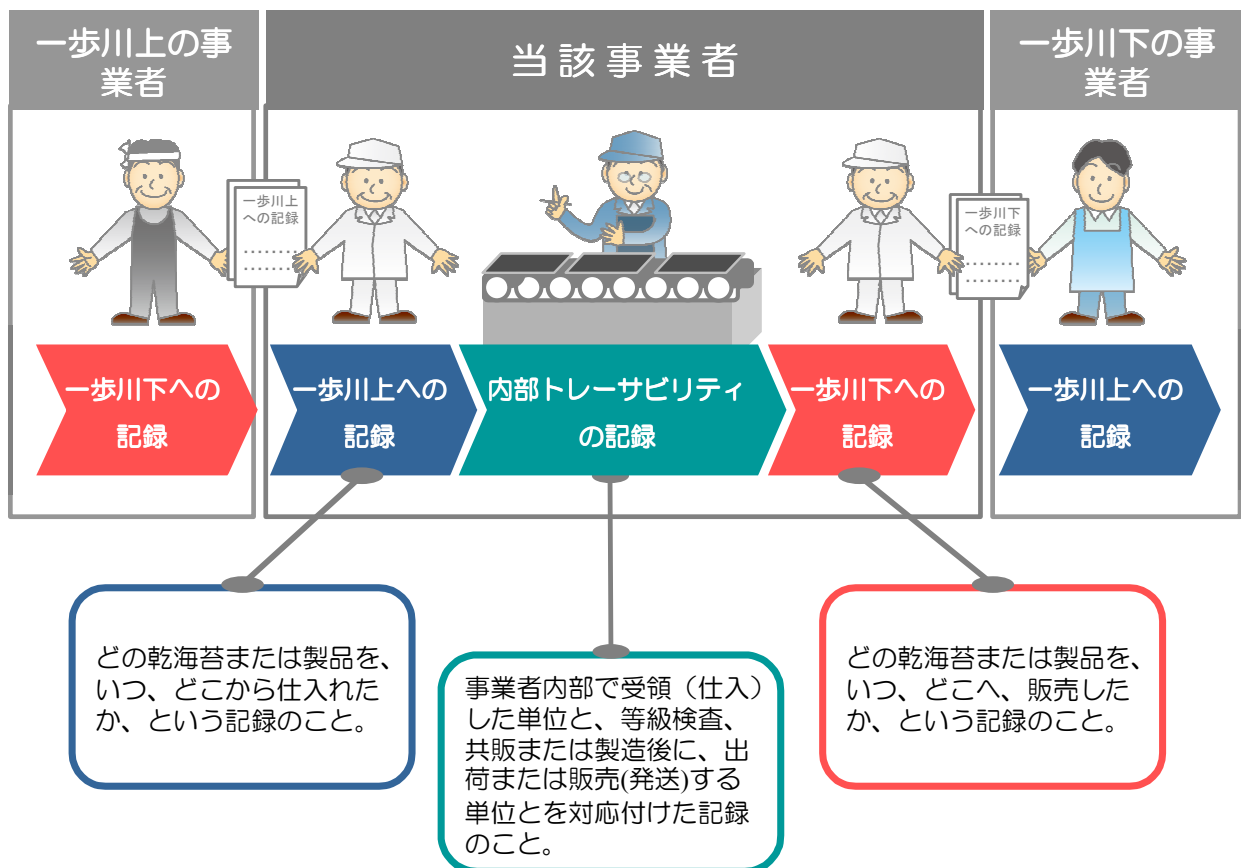 一歩川上の事
業者
当該事業者
一歩川下の事
業者
一歩川上
への記録
………
………
一歩川下
への記録
………
………
一歩川下への
記録
一歩川上への
記録
内部トレーサビリティ
の記録
一歩川下への
記録
一歩川上への
記録
どの乾海苔または製品を、
いつ、どこから仕入れた
か、という記録のこと。
事業者内部で受領（仕入）
した単位と、等級検査、
共販または製造後に、出
荷または販売(発送)する
単位とを対応付けた記録
のこと。
どの乾海苔または製品を、
いつ、どこへ、販売した
か、という記録のこと。